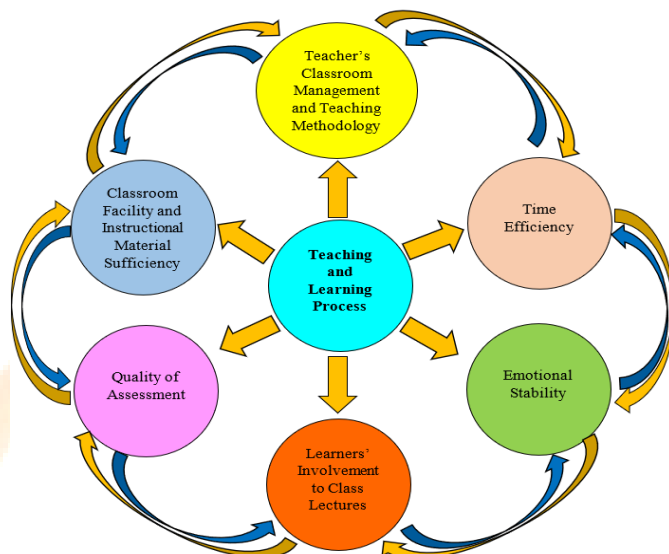 Teacher's
Classroom
Management
and Teaching
Methodology
Classroom
Facility and
Instructional
Material
Sufficiency
Time
Efficiency
Teaching
and
Learning
Process
Quality of
Assessment
Emotional
Stability
Learners'
Involvement
to Class
Lectures